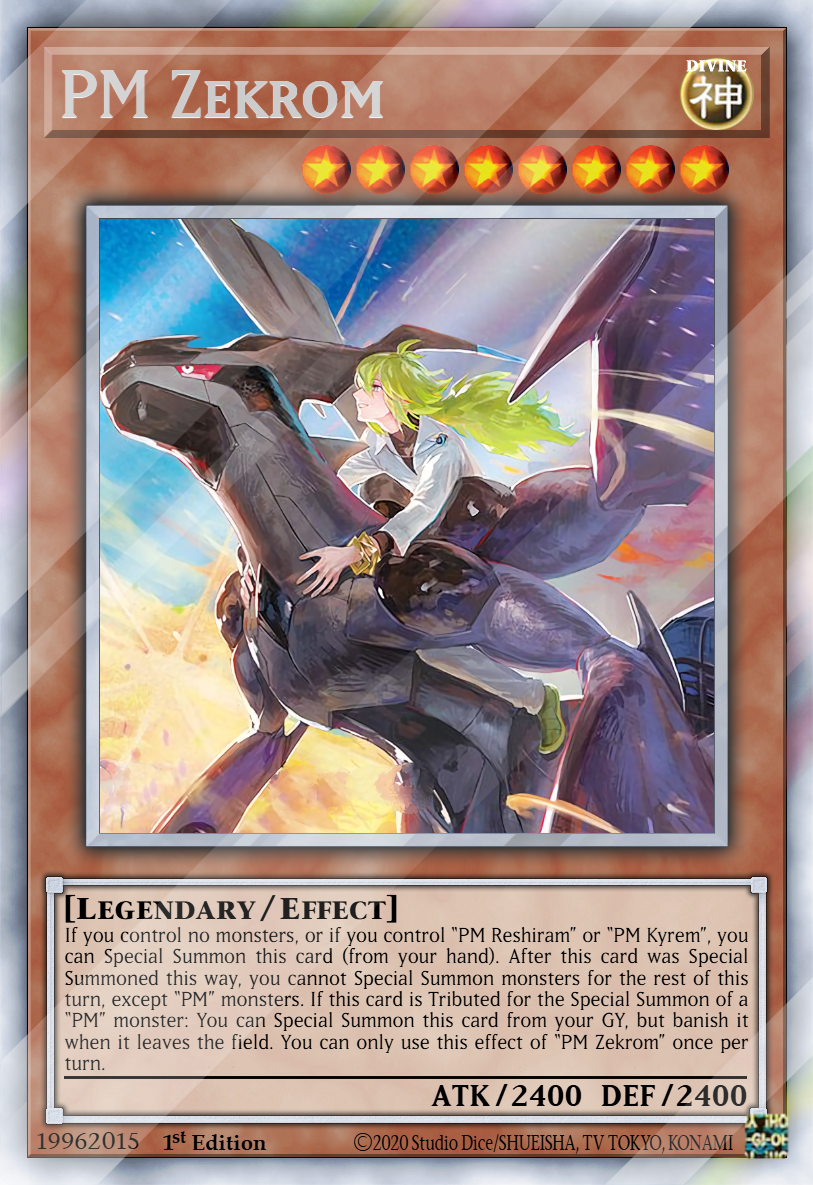 PM Zekrom
DIVINE
神
[Legendary/Effect]
If you control no monsters, or if you control "PM Reshiram" or "PM Kyrem", you
can Special Summon this card (from your hand). After this card was Special
Summoned this way, you cannot Special Summon monsters for the rest of this
turn, except "PM" monsters. If this card is Tributed for the Special Summon of a
"PM" monster: You can Special Summon this card from your GY, but banish it
when it leaves the field. You can only use this effect of "PM Zekrom" once per
turn.
ATK/2400 DEF/2400
19962015 1st Edition ©2020 Studio Dice/SHUEISHA, TV TOKYO, KONAMI